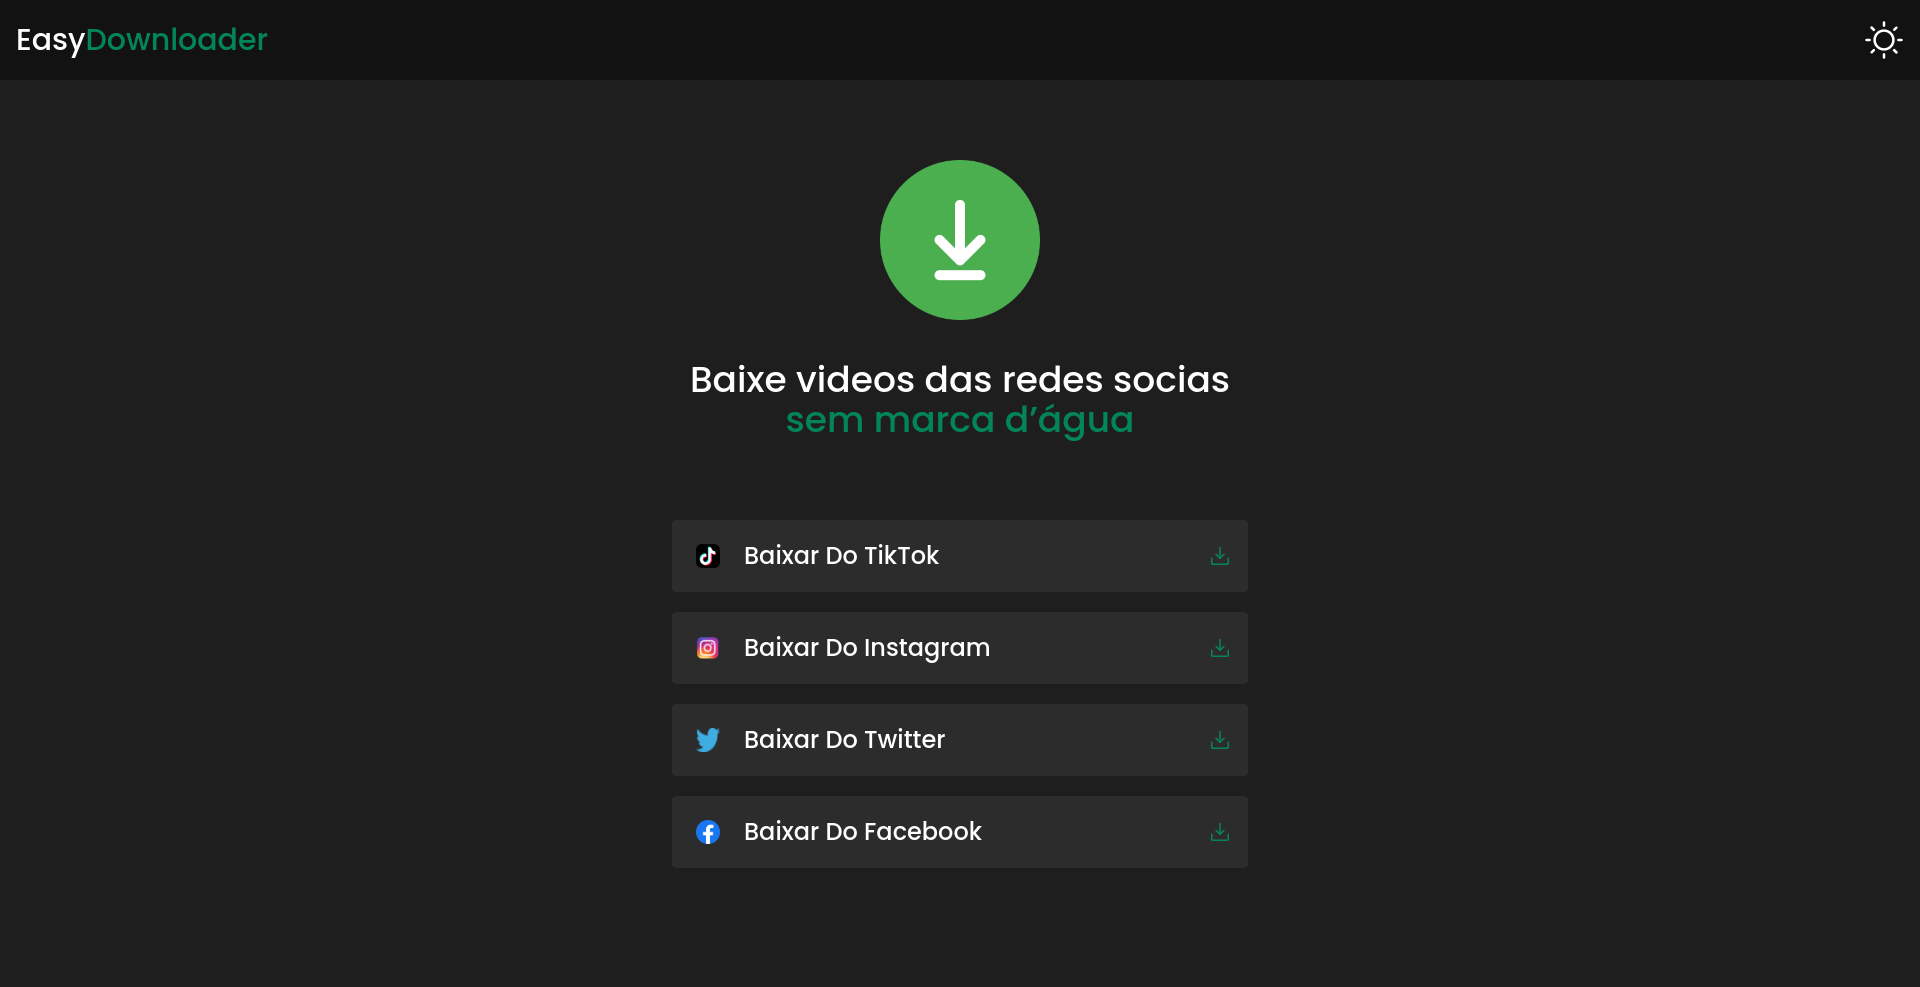 EasyDownloader
Baixe videos das redes socias
sem marca d’água
Baixar Do TikTok
Baixar Do Instagram
Baixar Do Twitter
Baixar Do Facebook